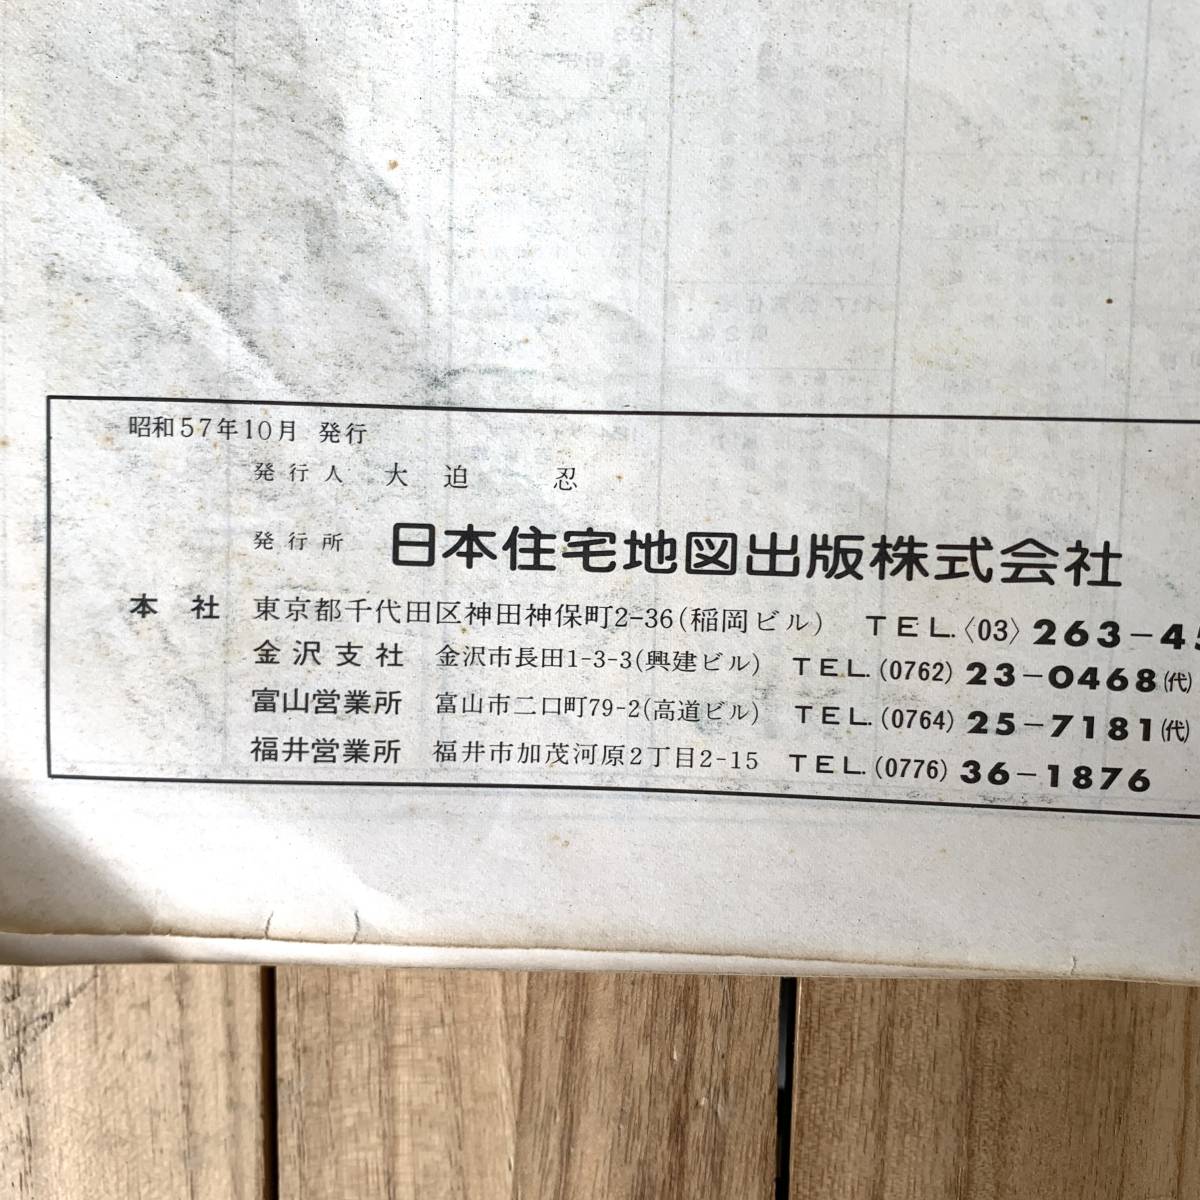 昭和57年10月 発行
発行人 大迫 忍
発行所 日本住宅地図出版株式会社
本社 東京都千代田区神田神保町2-36(稲岡ビル) TEL.〈03〉263-45
金沢支社 金沢市長田1-3-3(興建ビル) TEL.(0762)23-0468(代)
富山営業所 富山市二口町79-2(高道ビル) TEL.(0764)25-7181(代)
福井営業所 福井市加茂河原2丁目2-15 TEL.(0776)36-1876